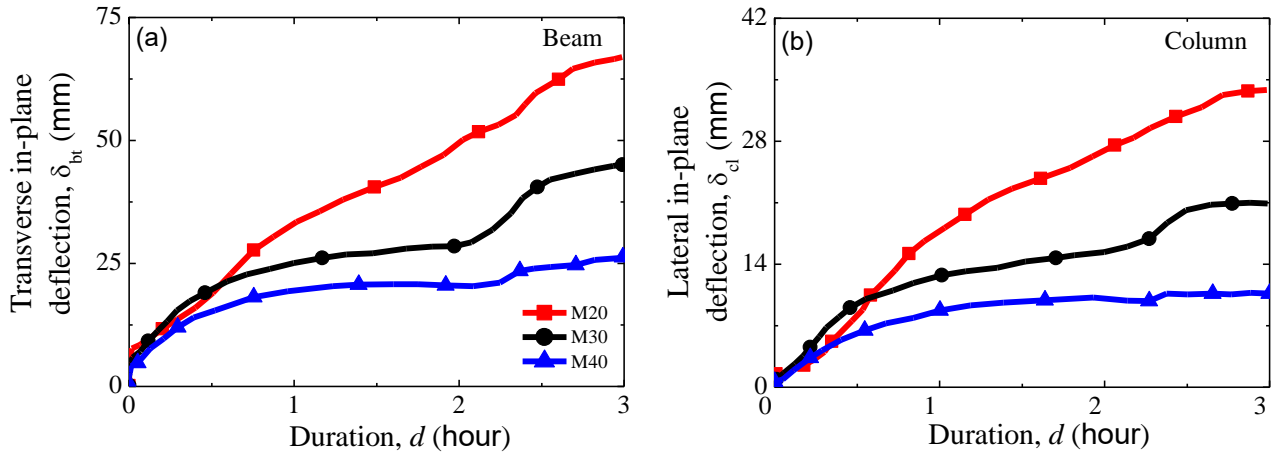 (a)
Beam
Transverse in-plane
deflection, δbt (mm)
75
50
25
0
M20
M30
M40
0
1
2
3
Duration, d (hour)
(b)
Column
Lateral in-plane
deflection, δcl (mm)
42
28
14
0
0
1
2
3
Duration, d (hour)